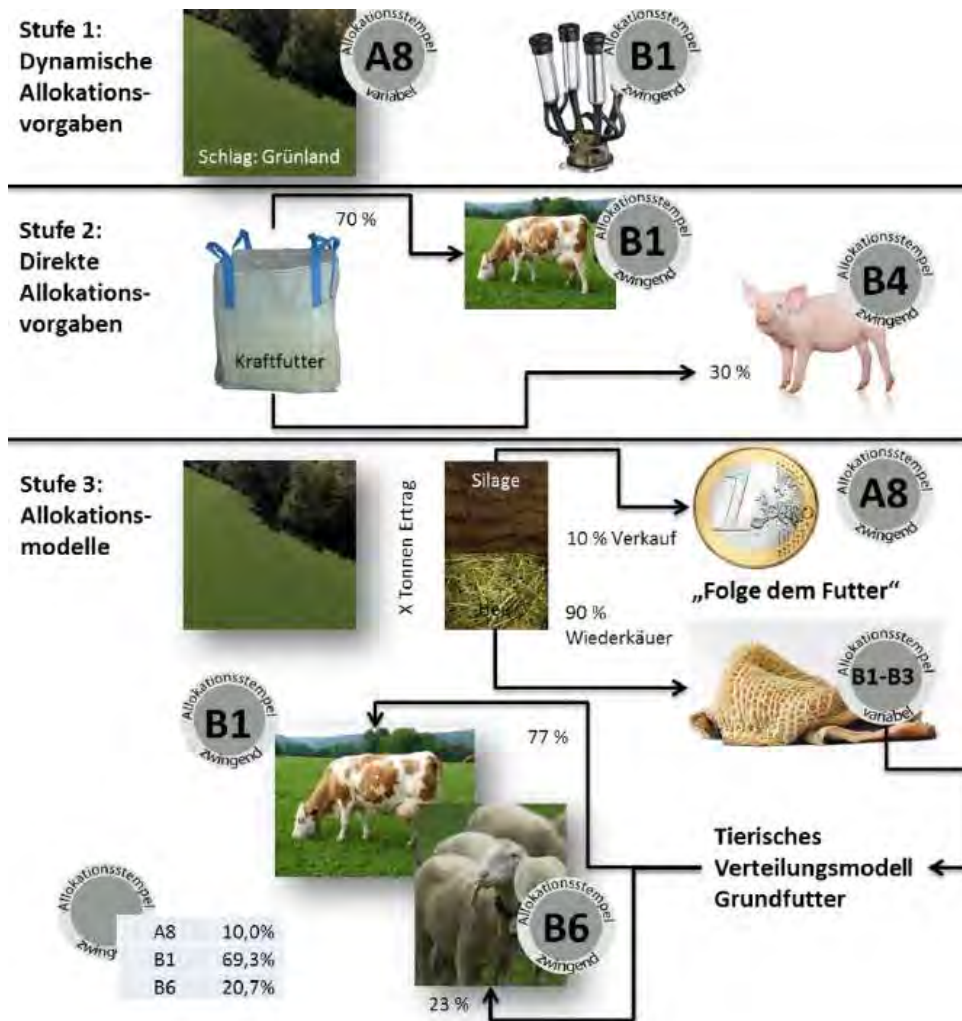 Stufe 1:
Dynamische
Allokations-
vorgaben
Schlag: Grünland
Allokationsstempel
A8
variabel
Allokationsstempel
B1
zwingend
Stufe 2:
Direkte
Allokations-
vorgaben
Kraftfutter
70 %
Allokationsstempel
B1
zwingend
30 %
Allokationsstempel
B4
zwingend
Stufe 3:
Allokations-
modelle
X Tonnen Ertrag
Silage
Heu
10 % Verkauf
Allokationsstempel
A8
zwingend
„Folge dem Futter“
90 %
Wiederkäuer
Allokationsstempel
B1-B3
variabel
Allokationsstempel
B1
zwingend
77 %
Tierisches
Verteilungsmodell
Grundfutter
Allokationsstempel
B6
zwingend
23 %
Allokationsstempel
A8 10,0%
B1 69,3%
B6 20,7%